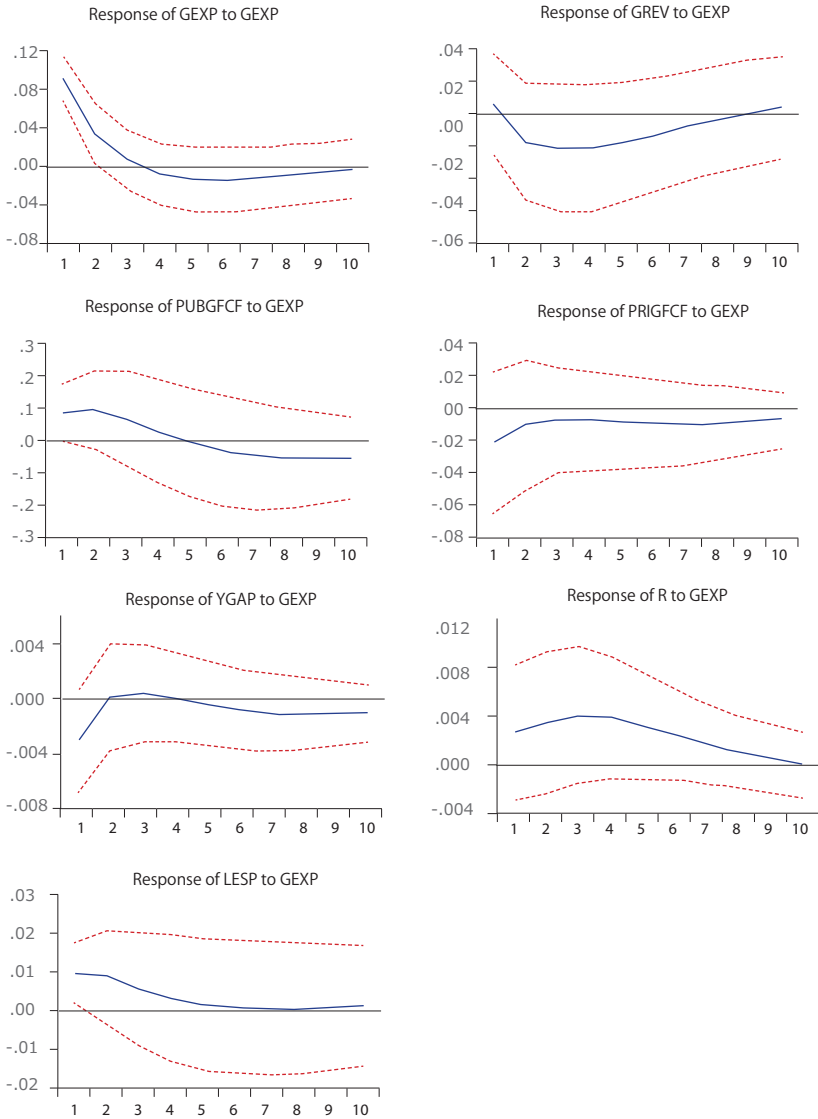 Response of GEXP to GEXP
.12
.08
.04
.00
-.04
-.08
1 2 3 4 5 6 7 8 9 10
Response of GREV to GEXP
.04
.02
.00
-.02
-.04
-.06
1 2 3 4 5 6 7 8 9 10
Response of PUBGFCF to GEXP
.3
.2
.1
.0
-.1
-.2
-.3
1 2 3 4 5 6 7 8 9 10
Response of PRIGFCF to GEXP
.04
.02
00
-.02
-.04
-.06
-.08
1 2 3 4 5 6 7 8 9 10
Response of YGAP to GEXP
.004
.000
-.004
-.008
1 2 3 4 5 6 7 8 9 10
Response of R to GEXP
.012
.008
.004
.000
-.004
1 2 3 4 5 6 7 8 9 10
Response of LESP to GEXP
.03
.02
.01
.00
-.01
-.02
1 2 3 4 5 6 7 8 9 10